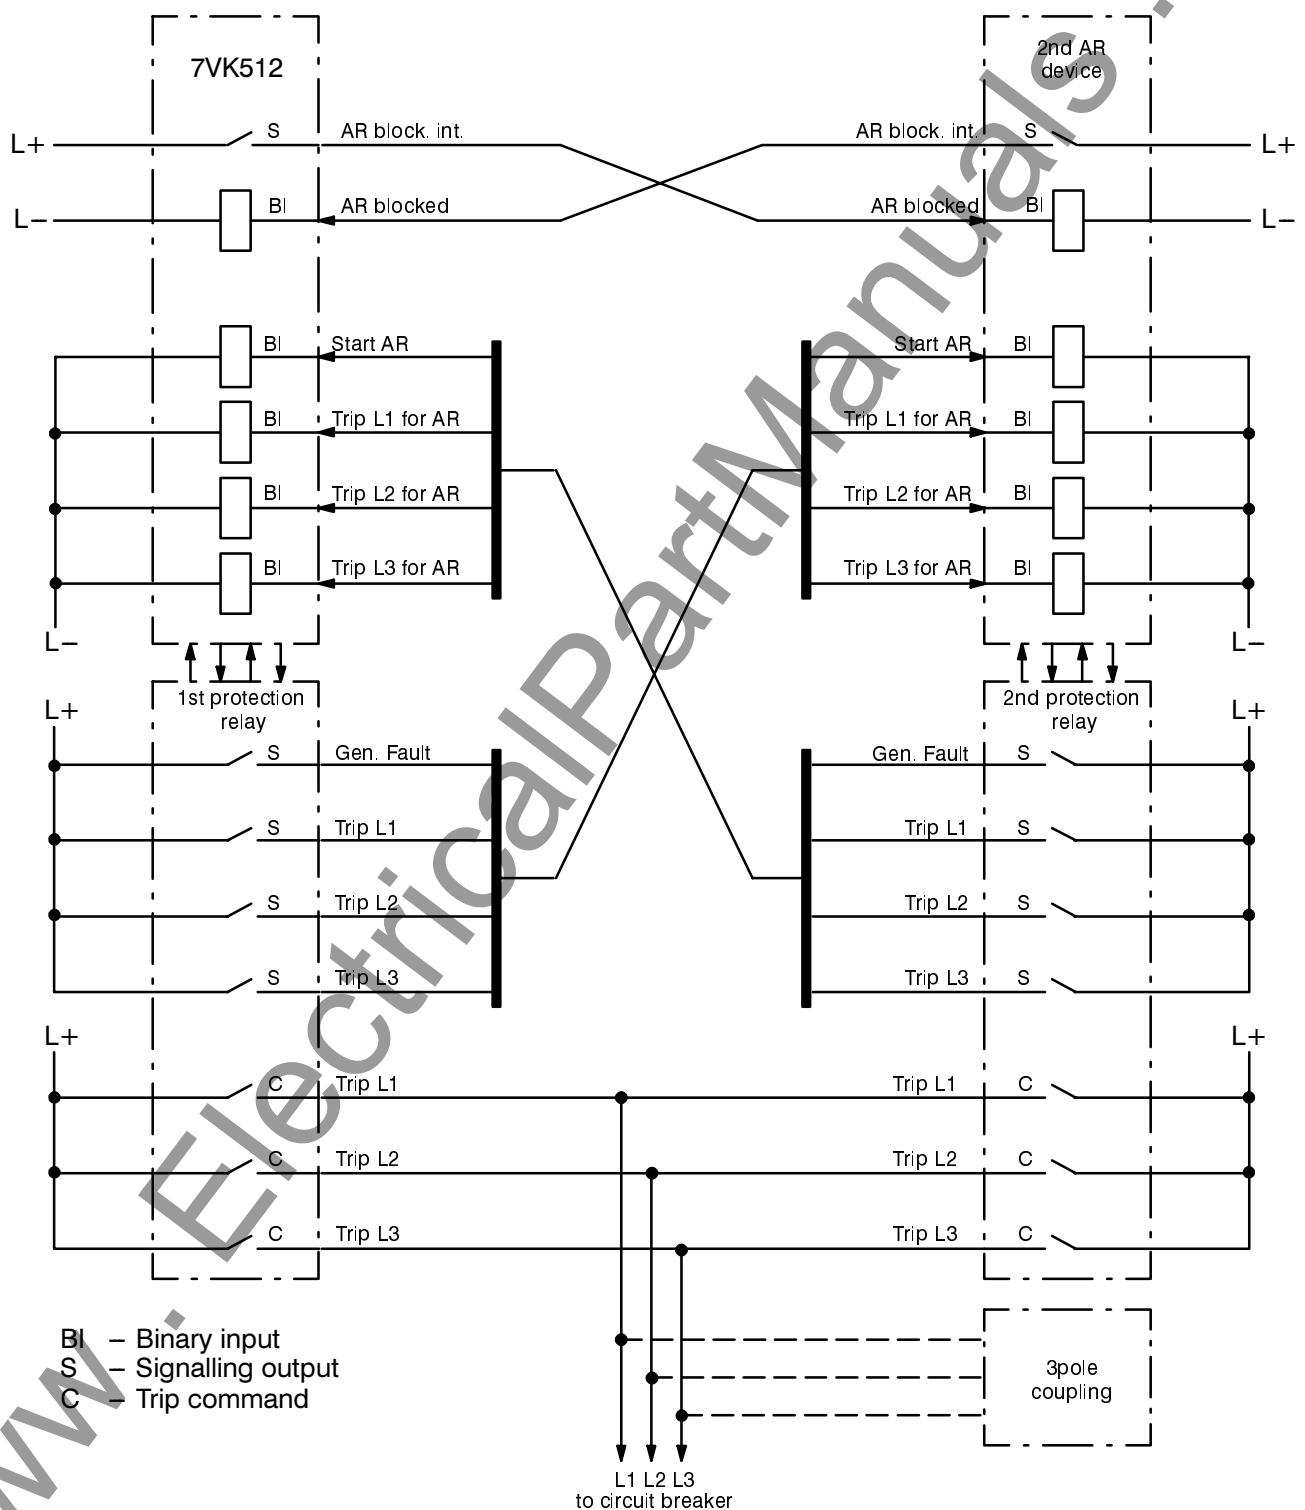 7VK512
2nd AR
device
L+ S AR block. int. AR block. int. S L+
L– BI AR blocked AR blocked BI L–
BI Start AR Start AR BI
BI Trip L1 for AR Trip L1 for AR BI
BI Trip L2 for AR Trip L2 for AR BI
BI Trip L3 for AR Trip L3 for AR BI
L– L–
1st protection
relay
2nd protection
relay
L+ L+
S Gen. Fault Gen. Fault S
S Trip L1 Trip L1 S
S Trip L2 Trip L2 S
S Trip L3 Trip L3 S
L+ L+
C Trip L1 Trip L1 C
C Trip L2 Trip L2 C
C Trip L3 Trip L3 C
BI – Binary input
S – Signalling output
C – Trip command
3pole
coupling
L1 L2 L3
to circuit breaker
ww . ElectricalPartManuals .